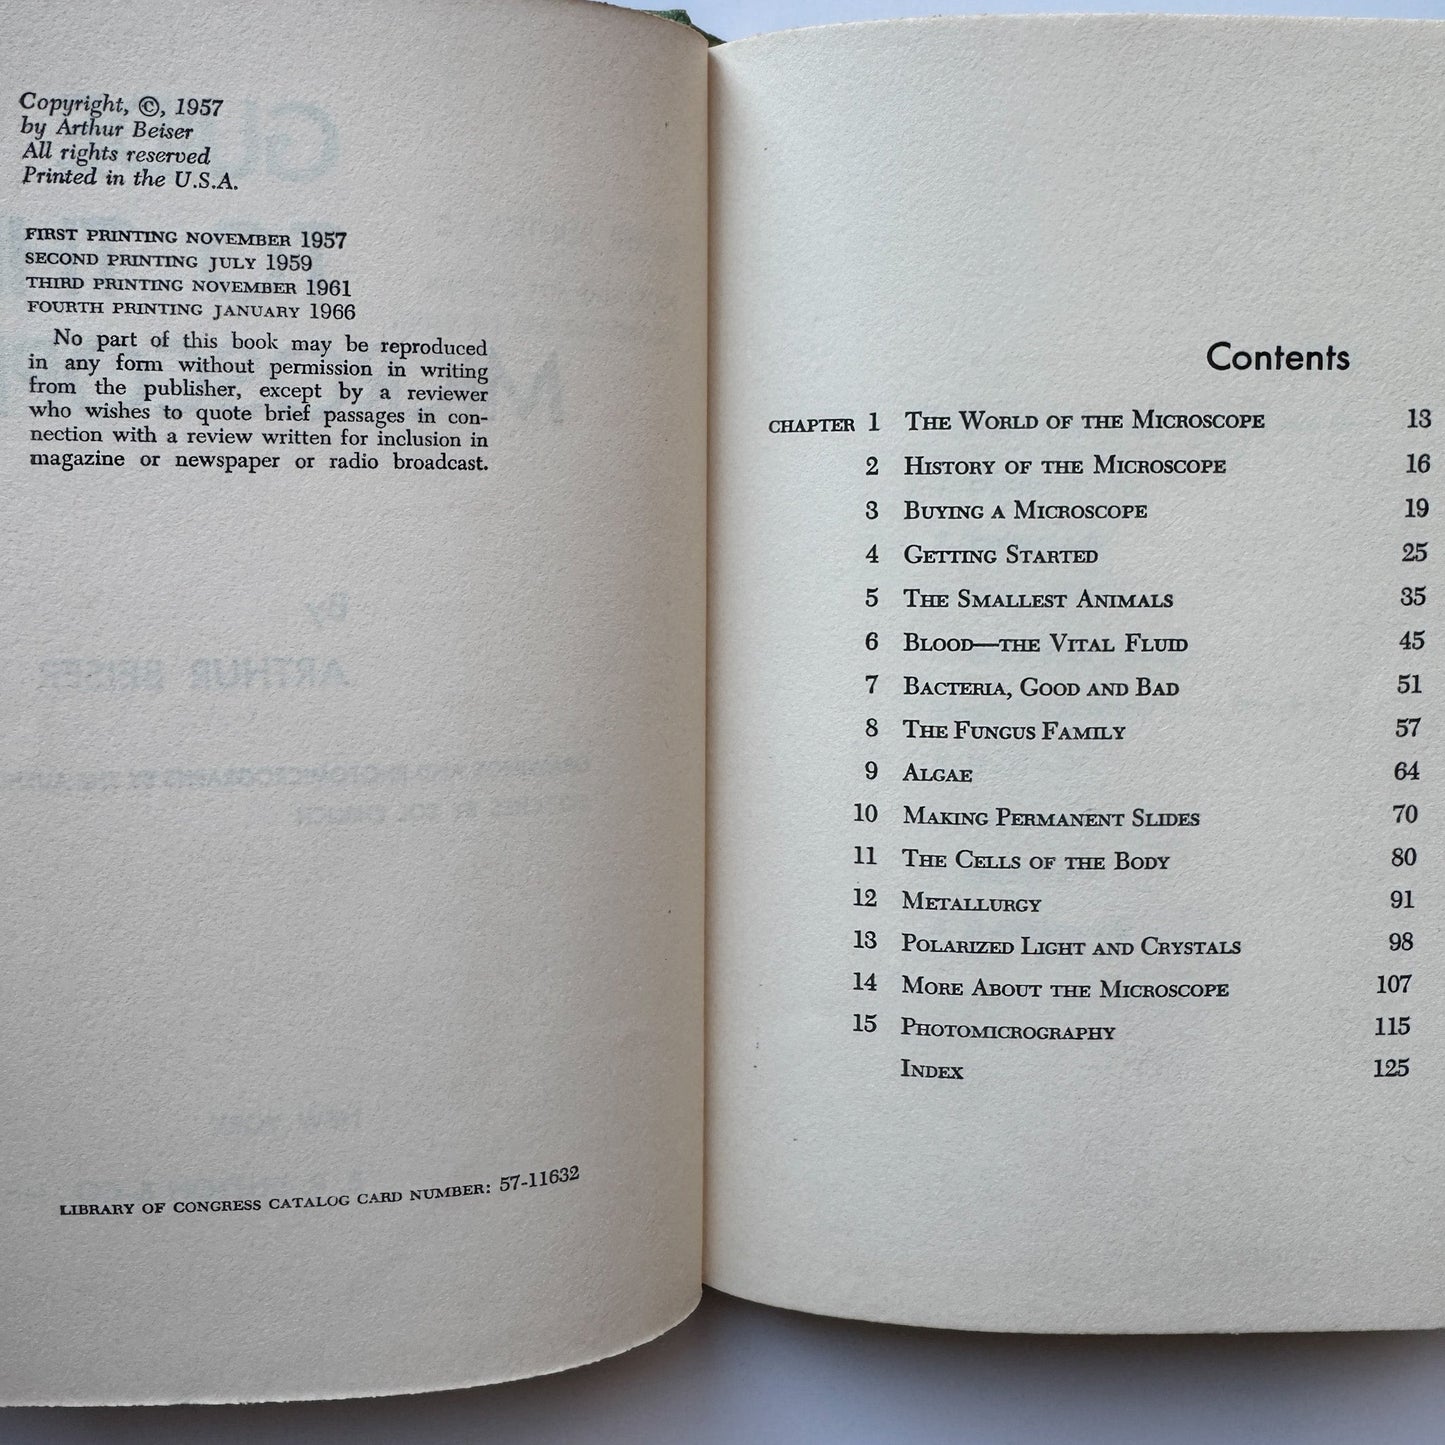 Copyright, ©, 1957
by Arthur Beiser
All rights reserved
Printed in the U.S.A.
FIRST PRINTING NOVEMBER 1957
SECOND PRINTING JULY 1959
THIRD PRINTING NOVEMBER 1961
FOURTH PRINTING JANUARY 1966
No part of this book may be reproduced
in any form without permission in writing
from the publisher, except by a reviewer
who wishes to quote brief passages in con-
nection with a review written for inclusion in
magazine or newspaper or radio broadcast.
LIBRARY OF CONGRESS CATALOG CARD NUMBER: 57-11632
Contents
CHAPTER 1 THE WORLD OF THE MICROSCOPE 13
2 HISTORY OF THE MICROSCOPE 16
3 BUYING A MICROSCOPE 19
4 GETTING STARTED 25
5 THE SMALLEST ANIMALS 35
6 BLOOD—THE VITAL FLUID 45
7 BACTERIA, GOOD AND BAD 51
8 THE FUNGUS FAMILY 57
9 ALGAE 64
10 MAKING PERMANENT SLIDES 70
11 THE CELLS OF THE BODY 80
12 METALLURGY 91
13 POLARIZED LIGHT AND CRYSTALS 98
14 MORE ABOUT THE MICROSCOPE 107
15 PHOTOMICROGRAPHY 115
INDEX 125